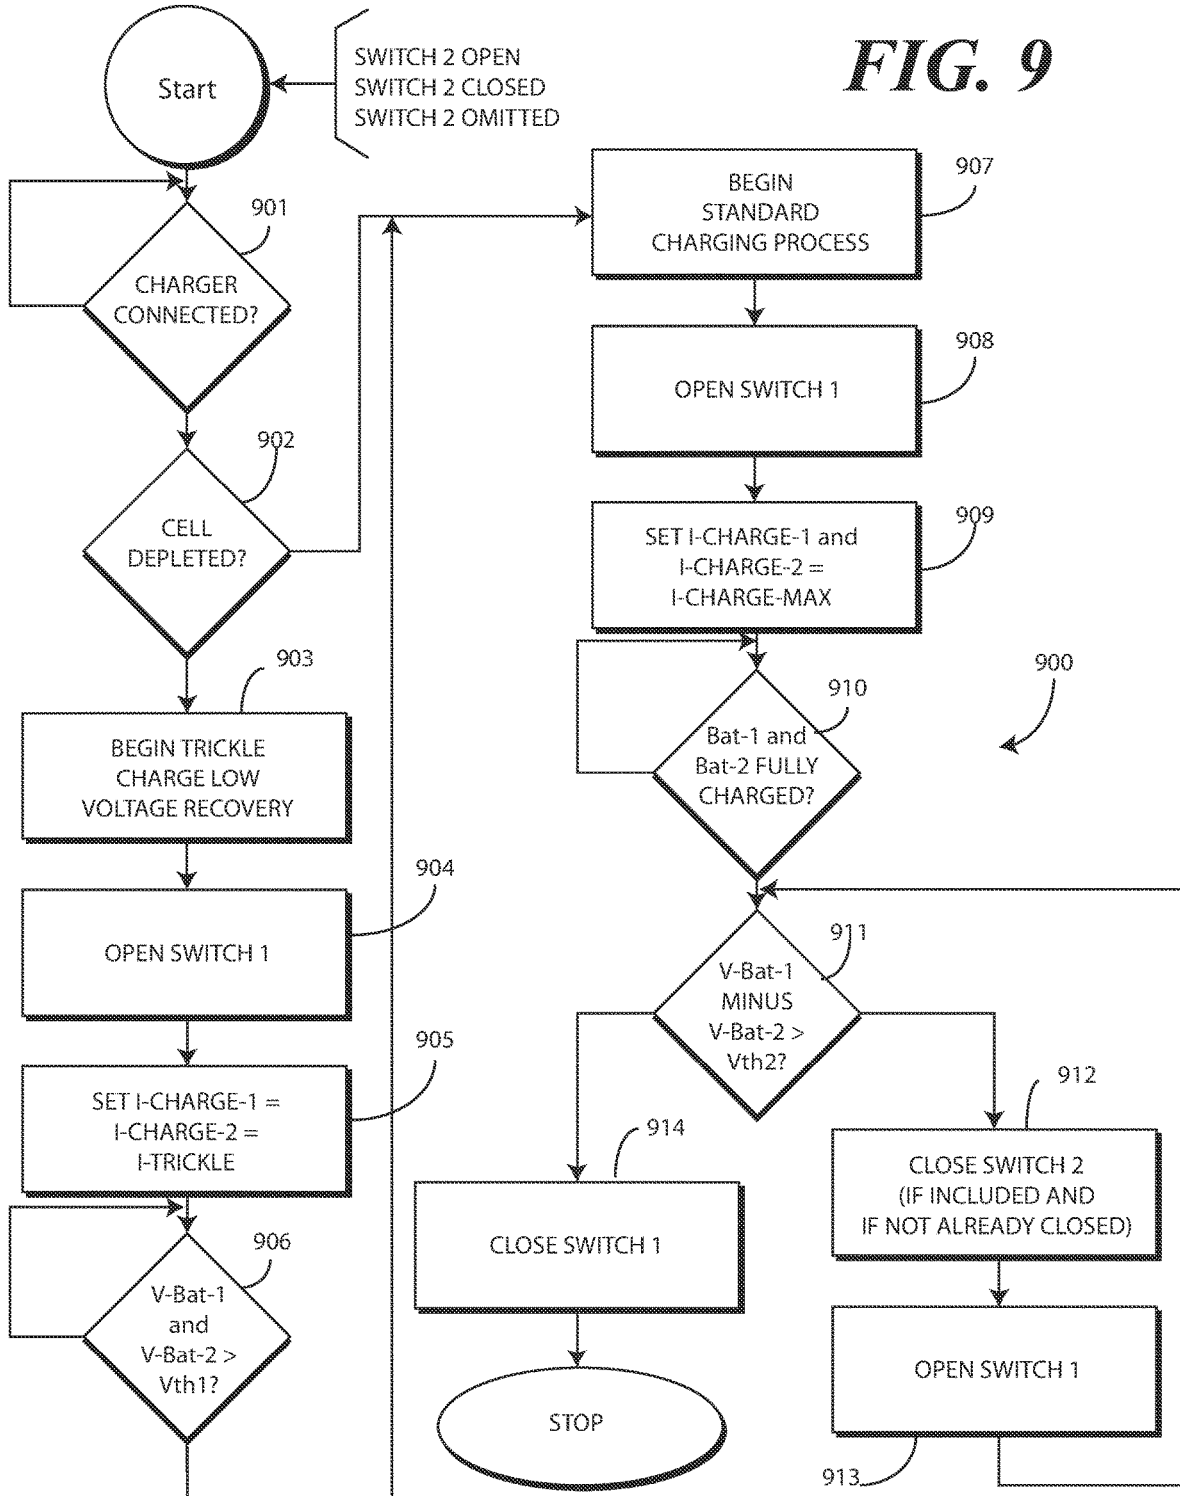 FIG. 9
Start
SWITCH 2 OPEN
SWITCH 2 CLOSED
SWITCH 2 OMITTED
901
CHARGER
CONNECTED?
902
CELL
DEPLETED?
903
BEGIN TRICKLE
CHARGE LOW
VOLTAGE RECOVERY
904
OPEN SWITCH 1
905
SET I-CHARGE-1 =
I-CHARGE-2 =
I-TRICKLE
906
V-Bat-1
and
V-Bat-2 >
Vth1?
907
BEGIN
STANDARD
CHARGING PROCESS
908
OPEN SWITCH 1
909
SET I-CHARGE-1 and
I-CHARGE-2 =
I-CHARGE-MAX
900
910
Bat-1 and
Bat-2 FULLY
CHARGED?
911
V-Bat-1
MINUS
V-Bat-2 >
Vth2?
912
CLOSE SWITCH 2
(IF INCLUDED AND
IF NOT ALREADY CLOSED)
OPEN SWITCH 1
913
914
CLOSE SWITCH 1
STOP